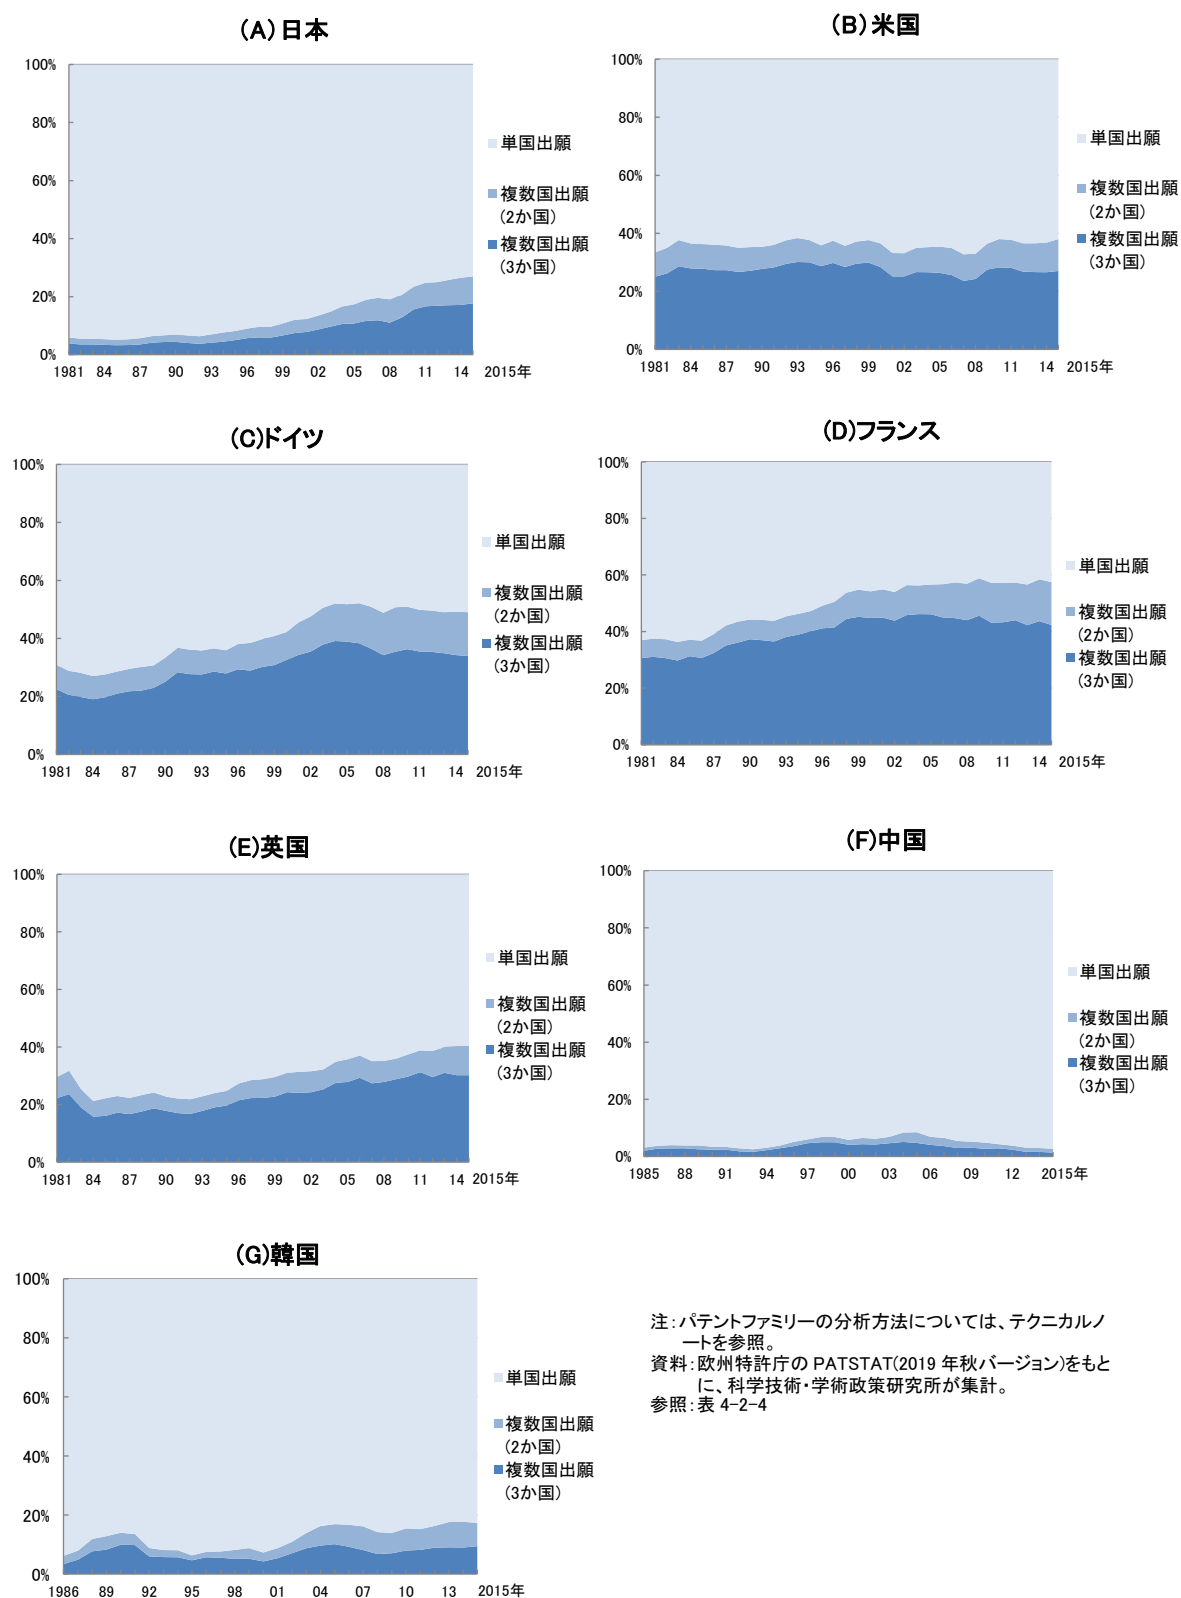 (A) 日本
100%
80%
60%
40%
20%
0%
1981 84 87 90 93 96 99 02 05 08 11 14 2015年
単国出願
複数国出願
(2か国)
複数国出願
(3か国)
(B) 米国
100%
80%
60%
40%
20%
0%
1981 84 87 90 93 96 99 02 05 08 11 14 2015年
単国出願
複数国出願
(2か国)
複数国出願
(3か国)
(C)ドイツ
100%
80%
60%
40%
20%
0%
1981 84 87 90 93 96 99 02 05 08 11 14 2015年
単国出願
複数国出願
(2か国)
複数国出願
(3か国)
(D)フランス
100%
80%
60%
40%
20%
0%
1981 84 87 90 93 96 99 02 05 08 11 14 2015年
単国出願
複数国出願
(2か国)
複数国出願
(3か国)
(E)英国
100%
80%
60%
40%
20%
0%
1981 84 87 90 93 96 99 02 05 08 11 14 2015年
単国出願
複数国出願
(2か国)
複数国出願
(3か国)
(F)中国
100%
80%
60%
40%
20%
0%
1985 88 91 94 97 00 03 06 09 12 2015年
単国出願
複数国出願
(2か国)
複数国出願
(3か国)
(G)韓国
100%
80%
60%
40%
20%
0%
1986 89 92 95 98 01 04 07 10 13 2015年
単国出願
複数国出願
(2か国)
複数国出願
(3か国)
注：パテントファミリーの分析方法については、テクニカルノ
ートを参照。
資料：欧州特許庁の PATSTAT(2019 年秋バージョン)をもと
に、科学技術・学術政策研究所が集計。
参照：表 4-2-4